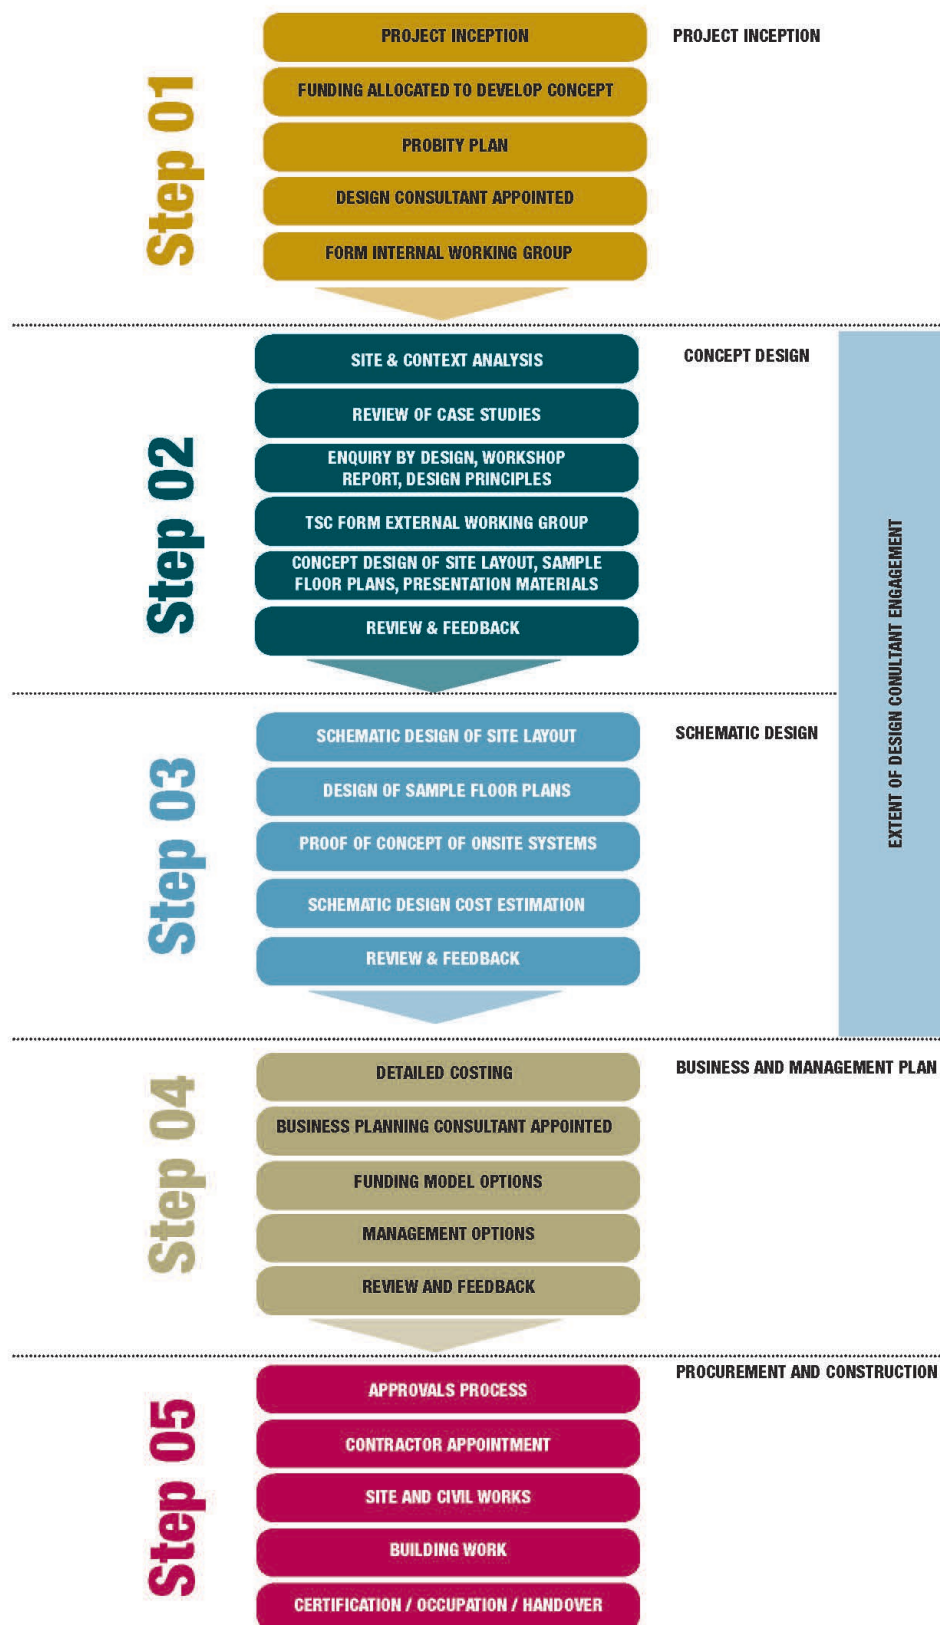 Step 01
PROJECT INCEPTION
PROJECT INCEPTION
FUNDING ALLOCATED TO DEVELOP CONCEPT
PROBITY PLAN
DESIGN CONSULTANT APPOINTED
FORM INTERNAL WORKING GROUP
Step 02
SITE & CONTEXT ANALYSIS
CONCEPT DESIGN
REVIEW OF CASE STUDIES
ENQUIRY BY DESIGN, WORKSHOP
REPORT, DESIGN PRINCIPLES
TSC FORM EXTERNAL WORKING GROUP
CONCEPT DESIGN OF SITE LAYOUT, SAMPLE
FLOOR PLANS, PRESENTATION MATERIALS
REVIEW & FEEDBACK
EXTENT OF DESIGN CONULTANT ENGAGEMENT
Step 03
SCHEMATIC DESIGN OF SITE LAYOUT
SCHEMATIC DESIGN
DESIGN OF SAMPLE FLOOR PLANS
PROOF OF CONCEPT OF ONSITE SYSTEMS
SCHEMATIC DESIGN COST ESTIMATION
REVIEW & FEEDBACK
Step 04
DETAILED COSTING
BUSINESS AND MANAGEMENT PLAN
BUSINESS PLANNING CONSULTANT APPOINTED
FUNDING MODEL OPTIONS
MANAGEMENT OPTIONS
REVIEW AND FEEDBACK
Step 05
APPROVALS PROCESS
PROCUREMENT AND CONSTRUCTION
CONTRACTOR APPOINTMENT
SITE AND CIVIL WORKS
BUILDING WORK
CERTIFICATION / OCCUPATION / HANDOVER